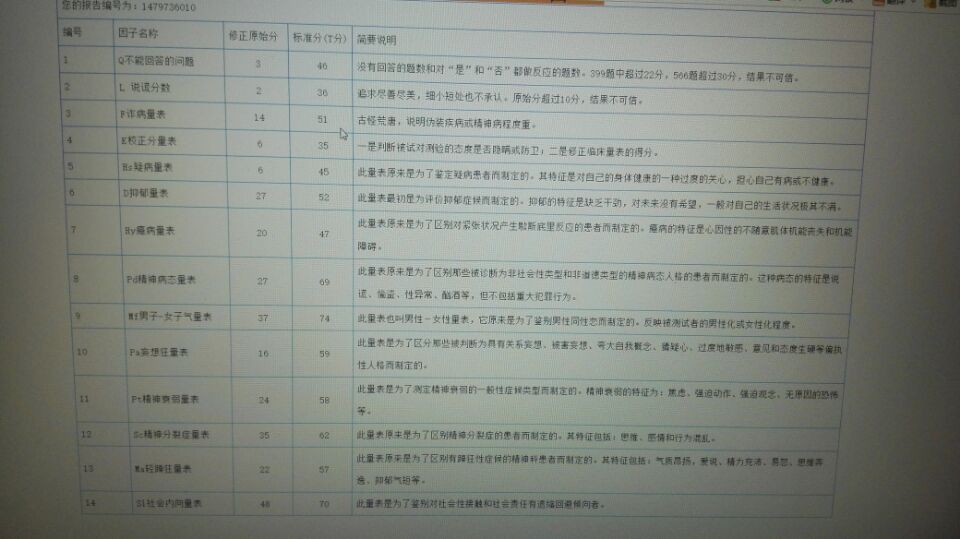 您的报告编号为：1479736010
编号 因子名称 修正原始分 标准分(T分) 简要说明
1 Q不能回答的问题 3 46 没有回答的题数和对“是”和“否”都做反应的题数。399题中超过22分，566题超过30分，结果不可信。
2 L 说谎分数 2 36 追求尽善尽美，细小短处也不承认。原始分超过10分，结果不可信。
3 F诈病量表 14 51 古怪荒唐，说明伪装疾病或精神病程度重。
4 K校正分量表 6 35 一是判断被试对测验的态度是否隐瞒或防卫；二是修正临床量表的得分。
5 Hs疑病量表 6 45 此量表原来是为了鉴定疑病患者而制定的。其特征是对自己的身体健康的一种过度的关心，担心自己有病或不健康。
6 D抑郁量表 27 52 此量表最初是为评价抑郁症候而制定的。抑郁的特征是缺乏干劲，对未来没有希望，一般对自己的生活状况极其不满。
7 Hy癔病量表 20 47 此量表原来是为了区别对紧张状况产生歇斯底里反应的患者而制定的。癔病的特征是心因性的不随意肌体机能丧失和机能
障碍。
8 Pd精神病态量表 27 69 此量表原来是为了区别那些被诊断为非社会性类型和非道德类型的精神病态人格的患者而制定的。这种病态的特征是说
谎、偷盗、性异常、酗酒等，但不包括重大犯罪行为。
9 Mf男子-女子气量表 37 74 此量表也叫男性－女性量表，它原来是为了鉴别男性同性恋而制定的。反映被测试者的男性化或女性化程度。
10 Pa妄想狂量表 16 59 此量表是为了区分那些被判断为具有关系妄想、被害妄想、夸大自我概念、猜疑心、过度地敏感、意见和态度生硬等偏执
性人格而制定的。
11 Pt精神衰弱量表 24 58 此量表是为了测定精神衰弱的一般性症候类型而制定的。精神衰弱的特征为：焦虑、强迫动作、强迫观念、无原因的恐怖
等。
12 Sc精神分裂症量表 35 62 此量表原来是为了区别精神分裂症的患者而制定的。其特征包括：思维、感情和行为混乱。
13 Ma轻躁狂量表 22 57 此量表原来是为了区别有躁狂性症候的精神科患者而制定的。其特征包括：气质昂扬，爱说、精力充沛、易怒、思维奔
逸、抑郁气短等。
14 Si社会内向量表 48 70 此量表是为了鉴别对社会性接触和社会责任有退缩回避倾向者。